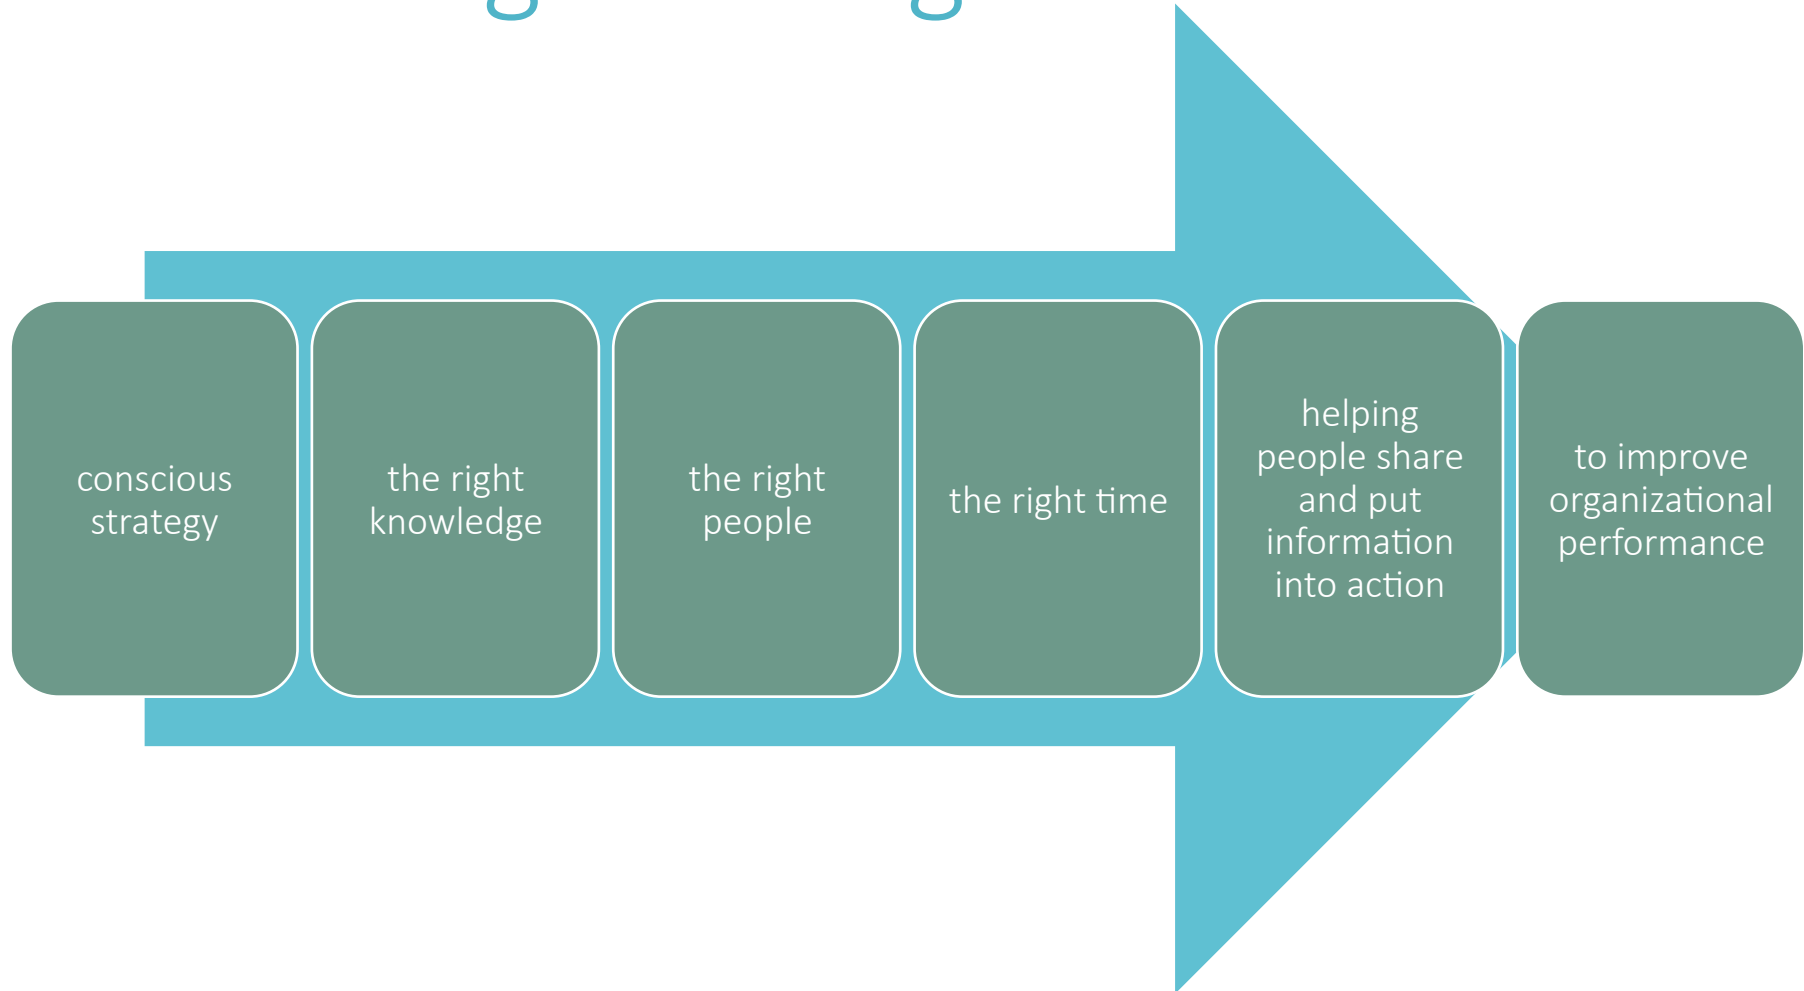 conscious
strategy
the right
knowledge
the right
people
the right time
helping
people share
and put
information
into action
to improve
organizational
performance